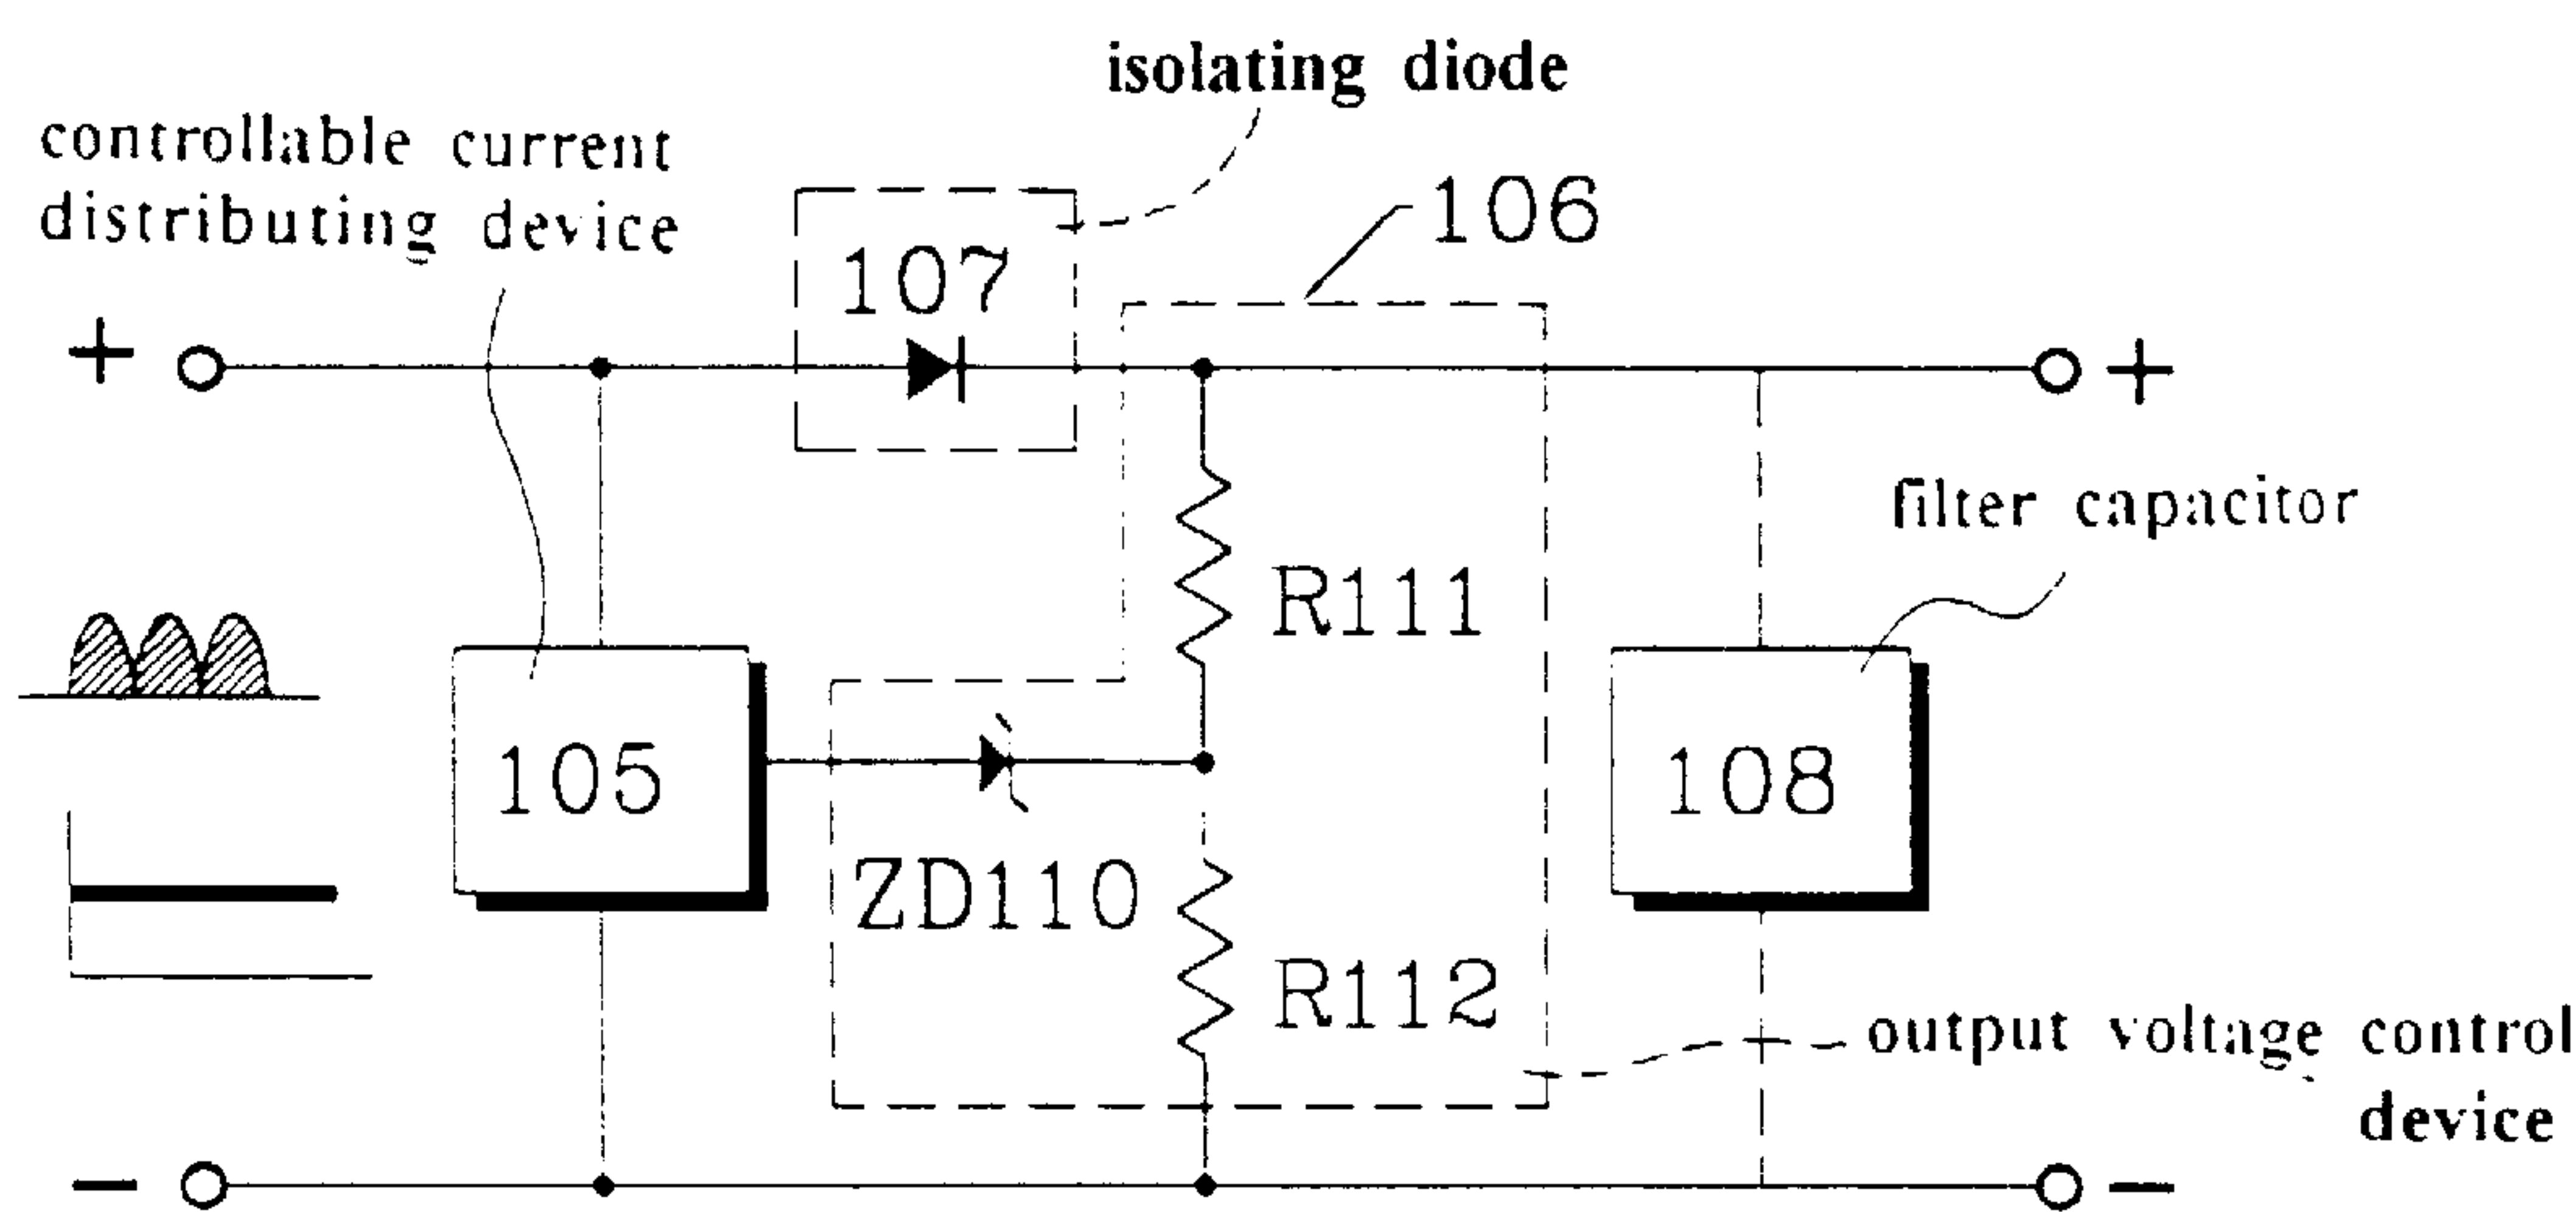 isolating diode
controllable current
distributing device
106
107
+
+
filter capacitor
R111
105
108
ZD110
R112
output voltage control
device
−
−